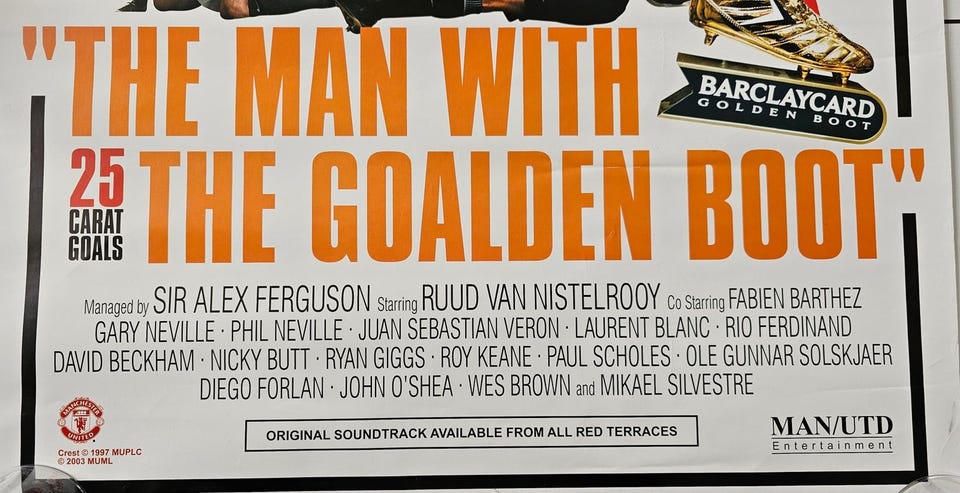 "THE MAN WITH
BARCLAYCARD
GOLDEN BOOT
25
CARAT
GOALS
THE GOALDEN BOOT"
Managed by SIR ALEX FERGUSON Starring RUUD VAN NISTELROOY Co Starring FABIEN BARTHEZ
GARY NEVILLE · PHIL NEVILLE · JUAN SEBASTIAN VERON · LAURENT BLANC · RIO FERDINAND
DAVID BECKHAM · NICKY BUTT · RYAN GIGGS · ROY KEANE · PAUL SCHOLES · OLE GUNNAR SOLSKJAER
DIEGO FORLAN · JOHN O'SHEA · WES BROWN and MIKAEL SILVESTRE
MANCHESTER
UNITED
Crest © 1997 MUPLC
© 2003 MUML
ORIGINAL SOUNDTRACK AVAILABLE FROM ALL RED TERRACES
MAN/UTD
Entertainment